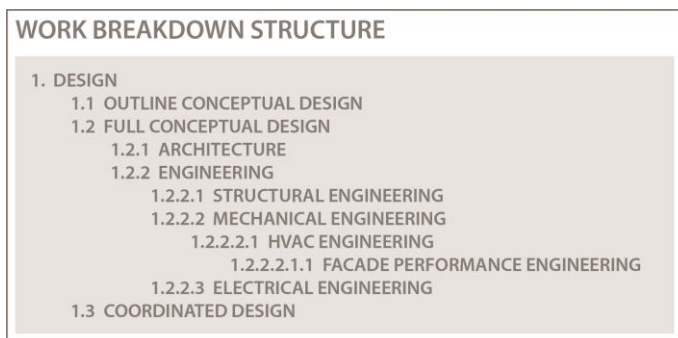 WORK BREAKDOWN STRUCTURE
1. DESIGN
1.1 OUTLINE CONCEPTUAL DESIGN
1.2 FULL CONCEPTUAL DESIGN
1.2.1 ARCHITECTURE
1.2.2 ENGINEERING
1.2.2.1 STRUCTURAL ENGINEERING
1.2.2.2 MECHANICAL ENGINEERING
1.2.2.2.1 HVAC ENGINEERING
1.2.2.2.1.1 FACADE PERFORMANCE ENGINEERING
1.2.2.3 ELECTRICAL ENGINEERING
1.3 COORDINATED DESIGN